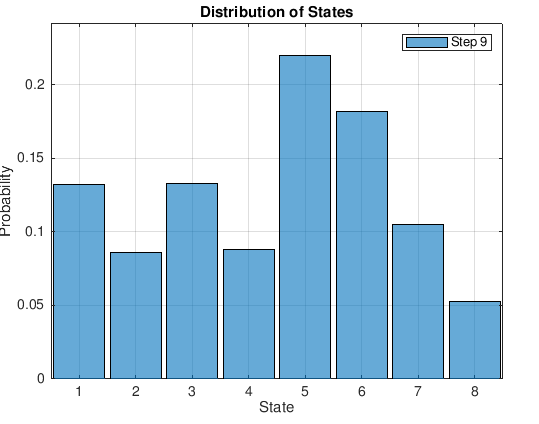 Distribution of States
Step 9
Probability
0.2
0.15
0.1
0.05
0
1 2 3 4 5 6 7 8
State